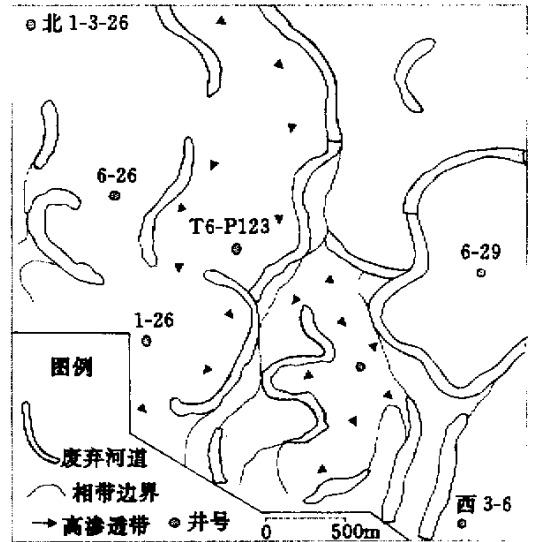 北 1-3-26
6-26
T6-P123
6-29
1-26
图例
废弃河道
相带边界
高渗透带
井号
0 500m
西 3-6